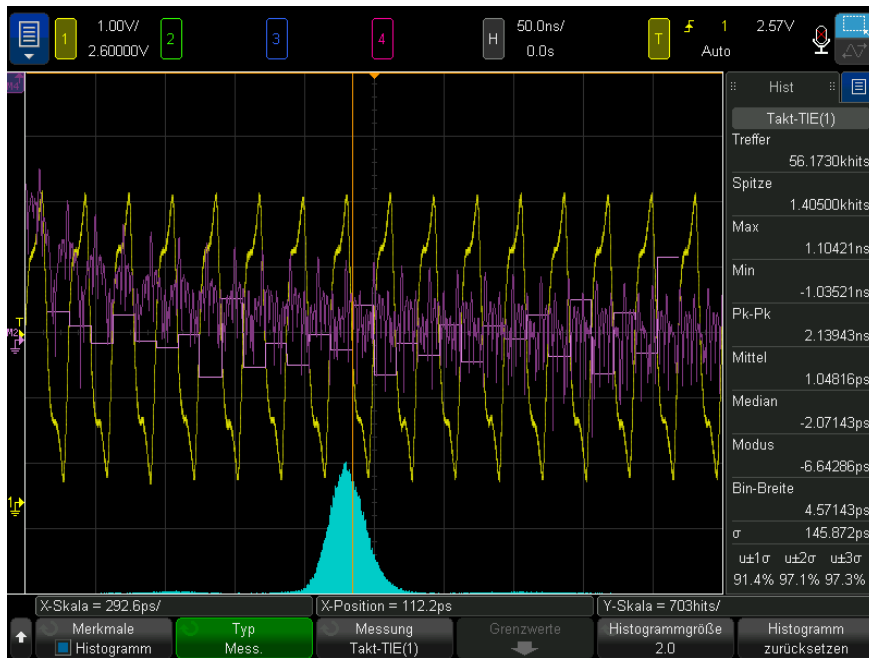 1 1.00V/ 2 3 4 H 50.0ns/ T 1 2.57V
2.60000V 0.0s Auto
M4
Hist
Takt-TIE(1)
Treffer
56.1730khits
Spitze
1.40500khits
Max
1.10421ns
Min
-1.03521ns
Pk-Pk
2.13943ns
Mittel
1.04816ps
Median
-2.07143ps
Modus
-6.64286ps
Bin-Breite
4.57143ps
σ 145.872ps
u±1σ u±2σ u±3σ
91.4% 97.1% 97.3%
T
M2
1
X-Skala = 292.6ps/ X-Position = 112.2ps Y-Skala = 703hits/
Merkmale Typ Messung Grenzwerte Histogrammgröße Histogramm
Histogramm Mess. Takt-TIE(1) 2.0 zurücksetzen